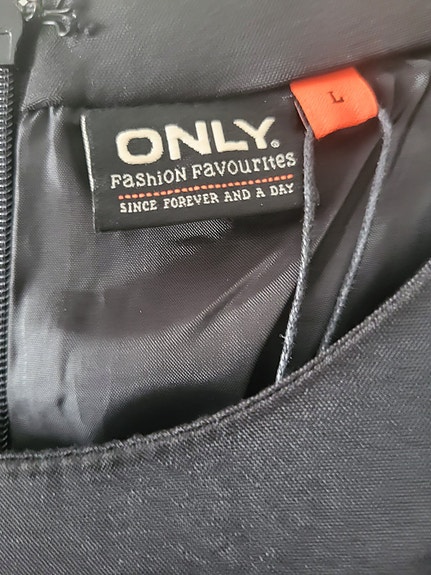 ONLY.
FaSHioN FavouRites
SINCE FOREVER AND A DAY
L